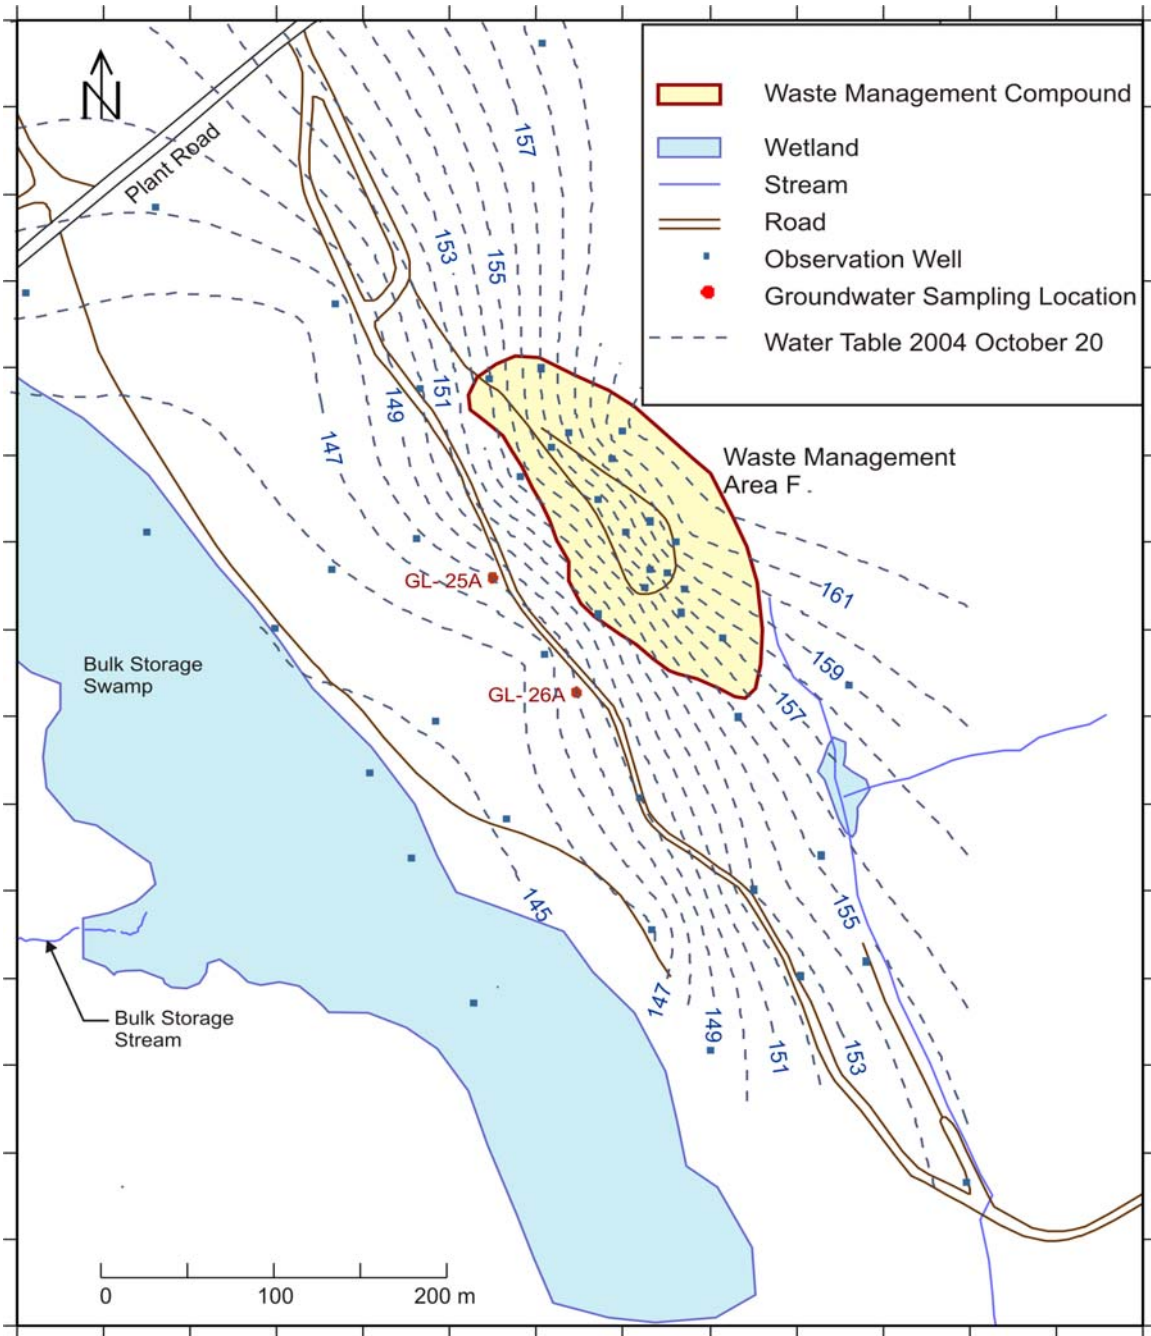 N
Plant Road
Waste Management Compound
Wetland
Stream
Road
Observation Well
Groundwater Sampling Location
Water Table 2004 October 20
157
153
155
151
149
147
Waste Management
Area F
GL- 25A
161
Bulk Storage
Swamp
159
GL- 26A
157
145
155
147
149
151
153
Bulk Storage
Stream
0 100 200 m